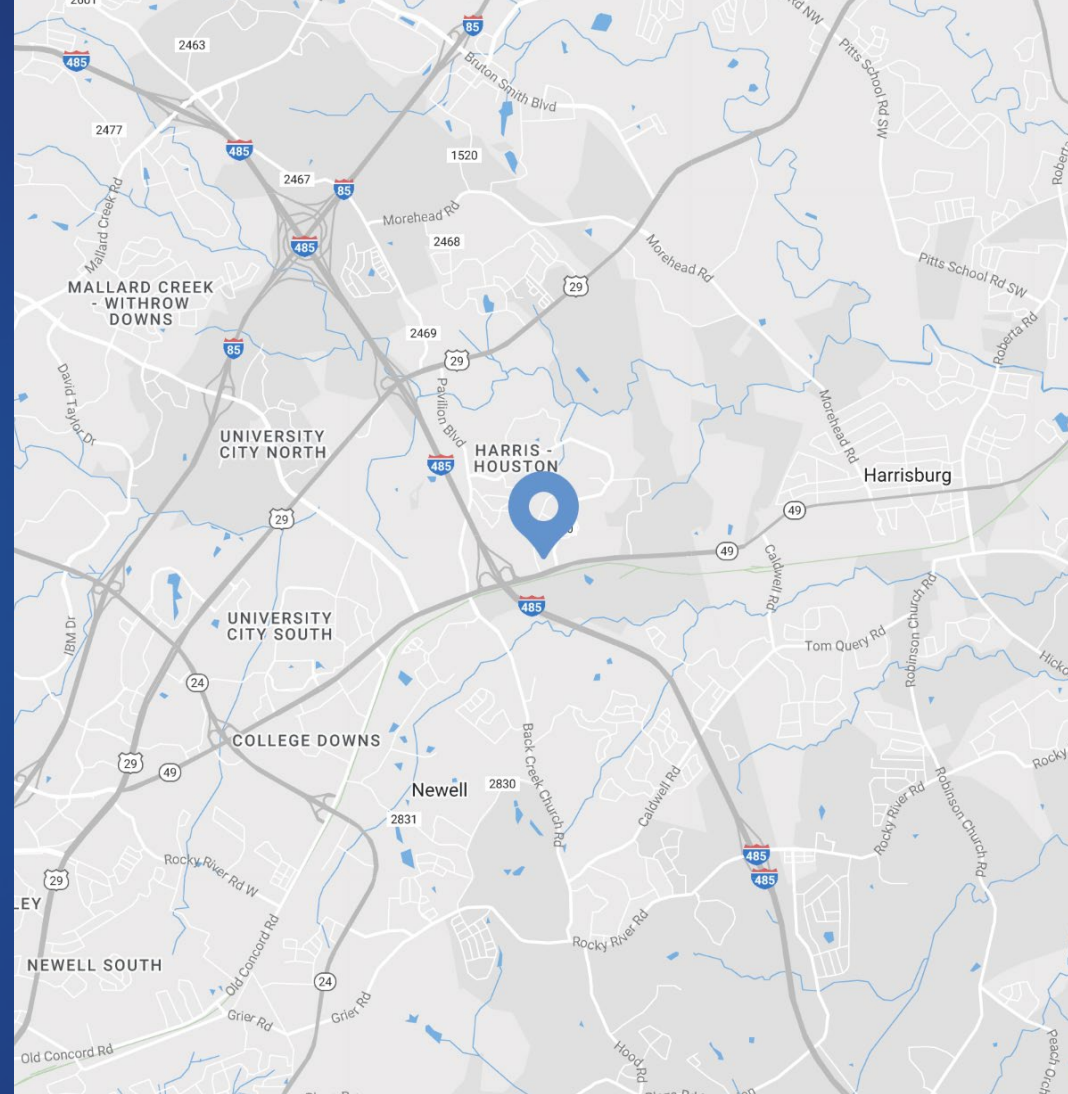 2463
85
485
Bruton Smith Blvd
Pitts School Rd SW
2477
485
1520
2467
85
Mallard Creek Rd
Morehead Rd
485
2468
Morehead Rd
Pitts School Rd SW
29
MALLARD CREEK
- WITHROW
DOWNS
2469
85
29
Roberta Rd
David Taylor Dr
Pavilion Blvd
Morehead Rd
UNIVERSITY
CITY NORTH
HARRIS -
HOUSTON
485
Harrisburg
29
49
49
Caldwell Rd
Robinson Church Rd
485
IBM Dr
UNIVERSITY
CITY SOUTH
Tom Query Rd
24
COLLEGE DOWNS
29
49
Back Creek Church Rd
Newell
2830
2831
Caldwell Rd
Rocky
Rocky River Rd
Robinson Church Rd
485
485
Rocky River Rd W
29
LEY
Rocky River Rd
Old Concord Rd
NEWELL SOUTH
24
Grier Rd
Grier Rd
Old Concord Rd
Hood Rd
Peach Orch